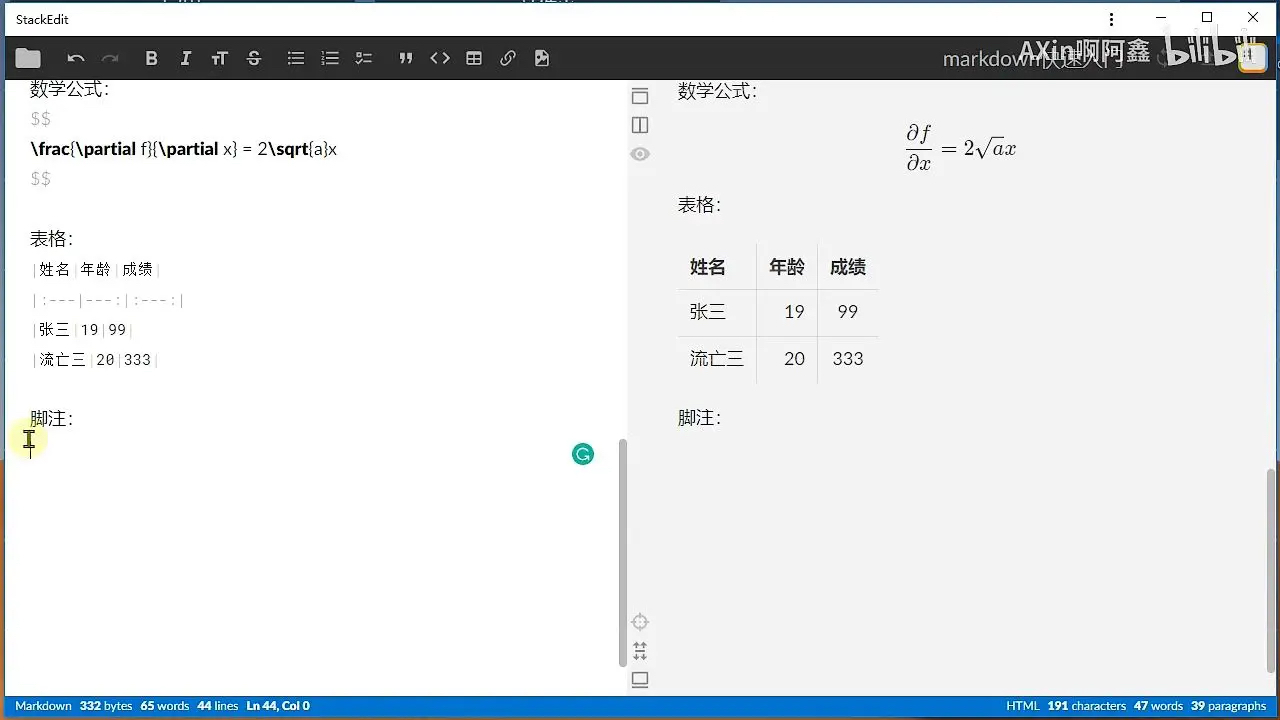 StackEdit
markdown快速入门
AXin啊阿鑫
bilibili
数学公式：
$$
\frac{\partial f}{\partial x} = 2\sqrt{a}x
$$
表格：
|姓名|年龄|成绩|
|:---|---:|:---:|
|张三|19|99|
|流亡三|20|333|
脚注：
数学公式：
∂f/∂x = 2√a x
表格：
姓名 年龄 成绩
张三 19 99
流亡三 20 333
脚注：
Markdown 332 bytes 65 words 44 lines Ln 44, Col 0
HTML 191 characters 47 words 39 paragraphs